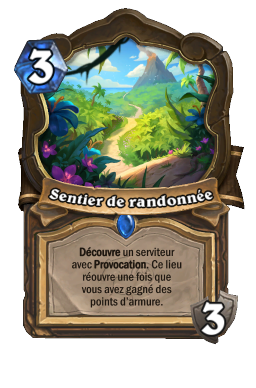 3
Sentier de randonnée
Découvre un serviteur
avec Provocation. Ce lieu
réouvre une fois que
vous avez gagné des
points d'armure.
3